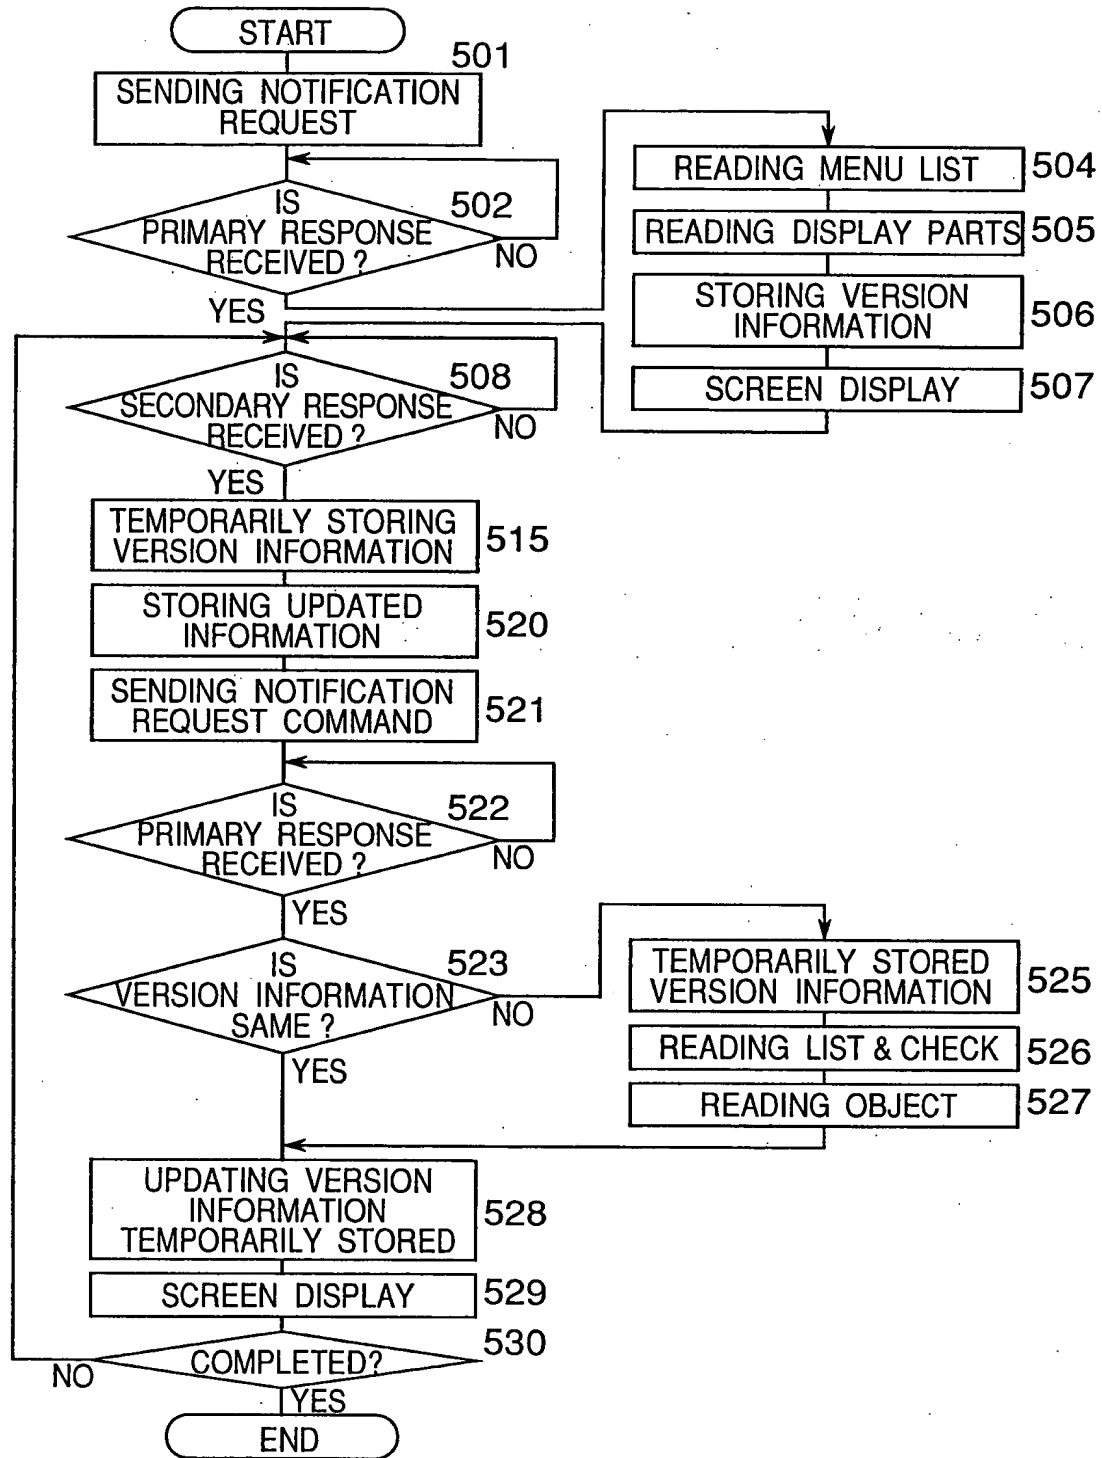 START
501
SENDING NOTIFICATION
REQUEST
IS
PRIMARY RESPONSE
RECEIVED?
502
NO
YES
READING MENU LIST
504
READING DISPLAY PARTS
505
STORING VERSION
INFORMATION
506
SCREEN DISPLAY
507
IS
SECONDARY RESPONSE
RECEIVED?
508
NO
YES
TEMPORARILY STORING
VERSION INFORMATION
515
STORING UPDATED
INFORMATION
520
SENDING NOTIFICATION
REQUEST COMMAND
521
IS
PRIMARY RESPONSE
RECEIVED?
522
NO
YES
IS
VERSION INFORMATION
SAME?
523
NO
YES
TEMPORARILY STORED
VERSION INFORMATION
525
READING LIST & CHECK
526
READING OBJECT
527
UPDATING VERSION
INFORMATION
TEMPORARILY STORED
528
SCREEN DISPLAY
529
COMPLETED?
530
NO
YES
END